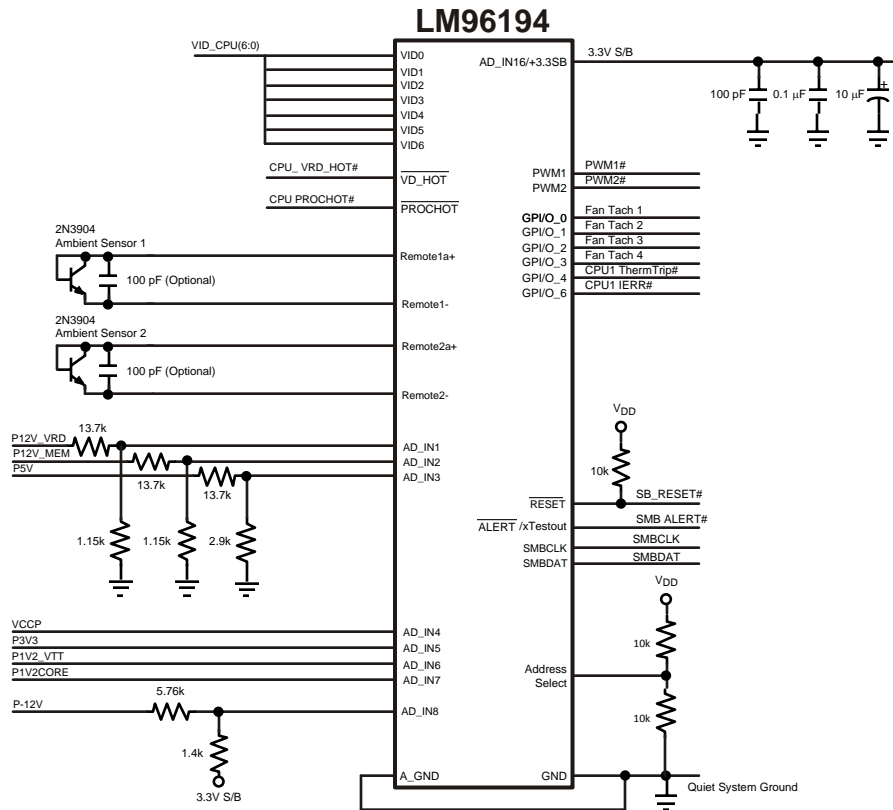 LM96194
VID_CPU(6:0)
VID0
VID1
VID2
VID3
VID4
VID5
VID6
CPU_ VRD_HOT#
VD_HOT
CPU PROCHOT#
PROCHOT
2N3904
Ambient Sensor 1
100 pF (Optional)
Remote1a+
Remote1-
2N3904
Ambient Sensor 2
100 pF (Optional)
Remote2a+
Remote2-
P12V_VRD
13.7k
AD_IN1
P12V_MEM
13.7k
AD_IN2
P5V
13.7k
AD_IN3
1.15k
1.15k
2.9k
VCCP
AD_IN4
P3V3
AD_IN5
P1V2_VTT
AD_IN6
P1V2CORE
AD_IN7
P-12V
5.76k
AD_IN8
1.4k
3.3V S/B
A_GND
AD_IN16/+3.3SB
3.3V S/B
100 pF
0.1 μF
10 μF
+
PWM1
PWM1#
PWM2
PWM2#
GPI/O_0
Fan Tach 1
GPI/O_1
Fan Tach 2
GPI/O_2
Fan Tach 3
GPI/O_3
Fan Tach 4
GPI/O_4
CPU1 ThermTrip#
GPI/O_6
CPU1 IERR#
VDD
10k
RESET
SB_RESET#
ALERT /xTestout
SMB ALERT#
SMBCLK
SMBCLK
SMBDAT
SMBDAT
VDD
10k
Address
Select
10k
GND
Quiet System Ground